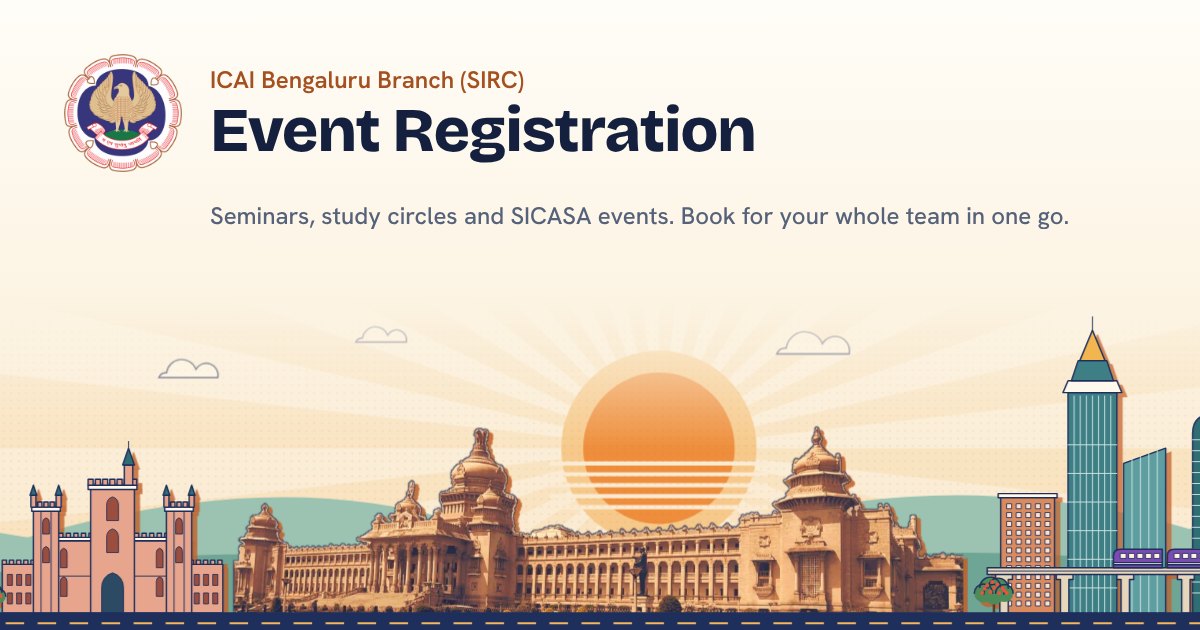 ICAI Bengaluru Branch (SIRC)
Event Registration
Seminars, study circles and SICASA events. Book for your whole team in one go.